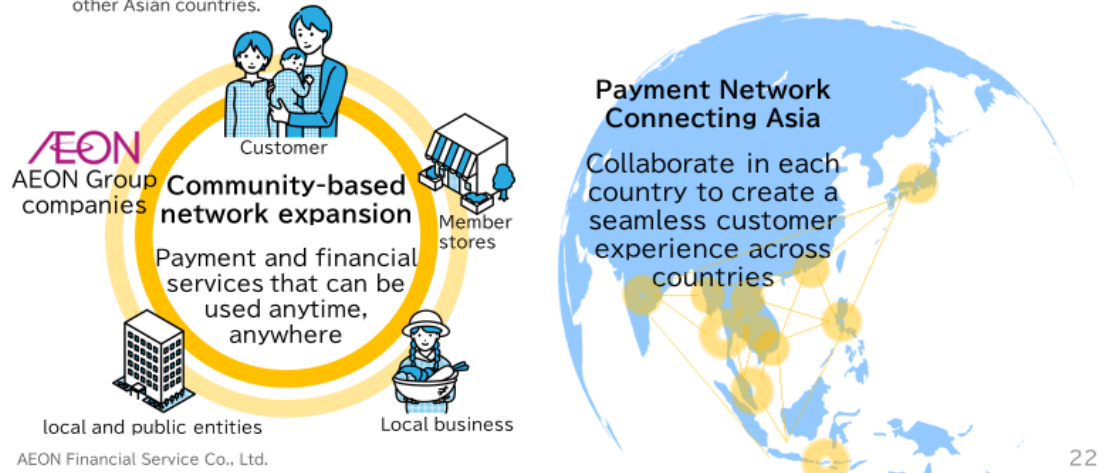 other Asian countries.
Customer
ÆON
AEON Group
companies
Community-based
network expansion
Payment and financial
services that can be
used anytime,
anywhere
Member
stores
local and public entities
Local business
Payment Network
Connecting Asia
Collaborate in each
country to create a
seamless customer
experience across
countries
AEON Financial Service Co., Ltd.
22